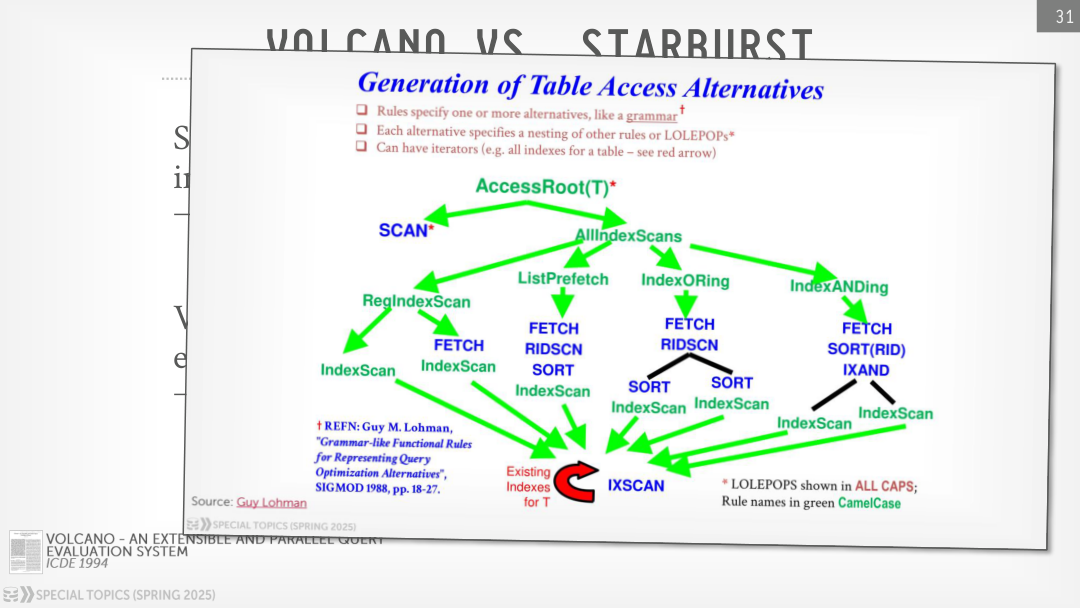 31
VOLCANO VS. STARBURST
Generation of Table Access Alternatives
❑ Rules specify one or more alternatives, like a grammar†
❑ Each alternative specifies a nesting of other rules or LOLEPOPs*
❑ Can have iterators (e.g. all indexes for a table – see red arrow)
AccessRoot(T)*
SCAN*
AllIndexScans
RegIndexScan
ListPrefetch
IndexORing
IndexANDing
IndexScan
FETCH
IndexScan
FETCH
RIDSCN
SORT
IndexScan
FETCH
RIDSCN
SORT
IndexScan
SORT
IndexScan
FETCH
SORT(RID)
IXAND
IndexScan
IndexScan
† REFN: Guy M. Lohman,
"Grammar-like Functional Rules
for Representing Query
Optimization Alternatives",
SIGMOD 1988, pp. 18-27.
Existing
Indexes
for T
IXSCAN
* LOLEPOPS shown in ALL CAPS;
Rule names in green CamelCase
Source: Guy Lohman
SPECIAL TOPICS (SPRING 2025)
VOLCANO - AN EXTENSIBLE AND PARALLEL QUERY
EVALUATION SYSTEM
ICDE 1994
SPECIAL TOPICS (SPRING 2025)